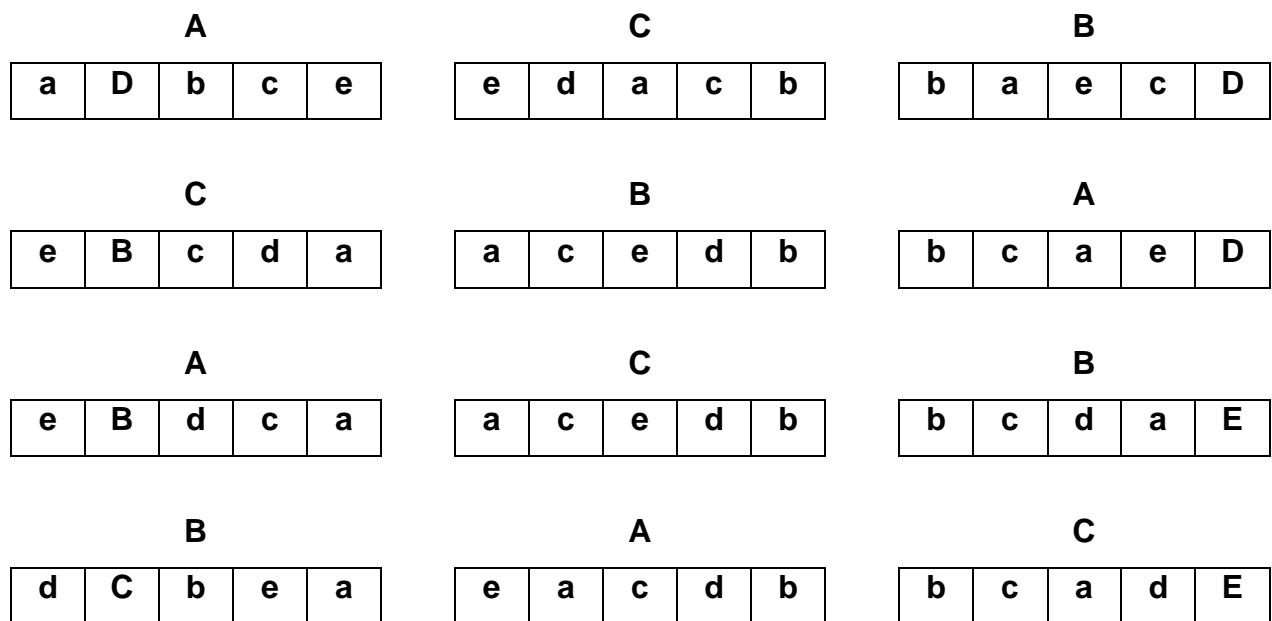 A C B
a D b c e e d a c b b a e c D
C B A
e B c d a a c e d b b c a e D
A C B
e B d c a a c e d b b c d a E
B A C
d C b e a e a c d b b c a d E